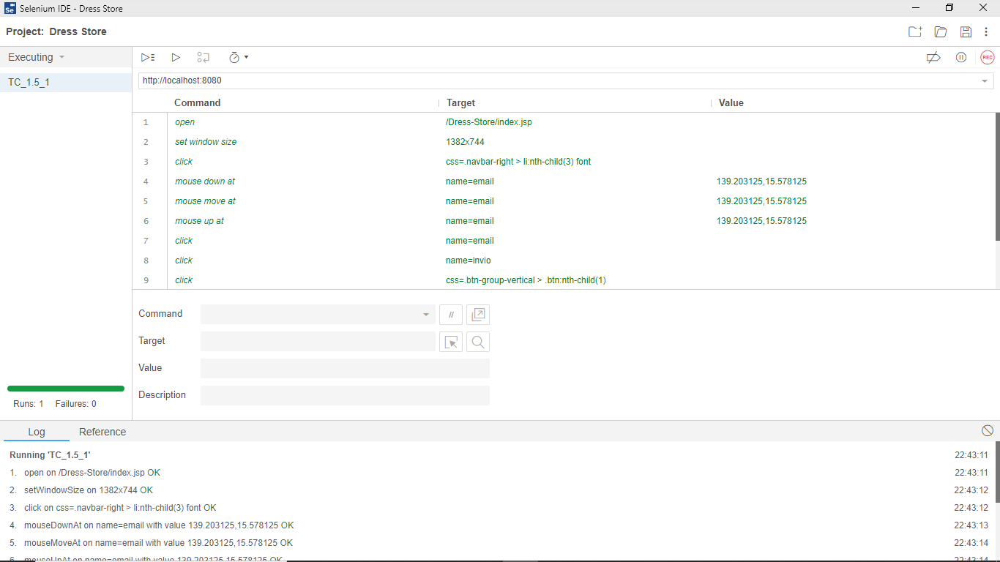 Se Selenium IDE - Dress Store
Project: Dress Store
Executing
TC_1.5_1
http://localhost:8080
REC
Command Target Value
1 open /Dress-Store/index.jsp
2 set window size 1382x744
3 click css=.navbar-right > li:nth-child(3) font
4 mouse down at name=email 139.203125,15.578125
5 mouse move at name=email 139.203125,15.578125
6 mouse up at name=email 139.203125,15.578125
7 click name=email
8 click name=invio
9 click css=.btn-group-vertical > .btn:nth-child(1)
Command //
Target
Value
Description
Runs: 1 Failures: 0
Log Reference
Running 'TC_1.5_1' 22:43:11
1. open on /Dress-Store/index.jsp OK 22:43:11
2. setWindowSize on 1382x744 OK 22:43:12
3. click on css=.navbar-right > li:nth-child(3) font OK 22:43:12
4. mouseDownAt on name=email with value 139.203125,15.578125 OK 22:43:13
5. mouseMoveAt on name=email with value 139.203125,15.578125 OK 22:43:14
6. mouseUpAt on name=email with value 139.203125,15.578125 OK 22:43:14